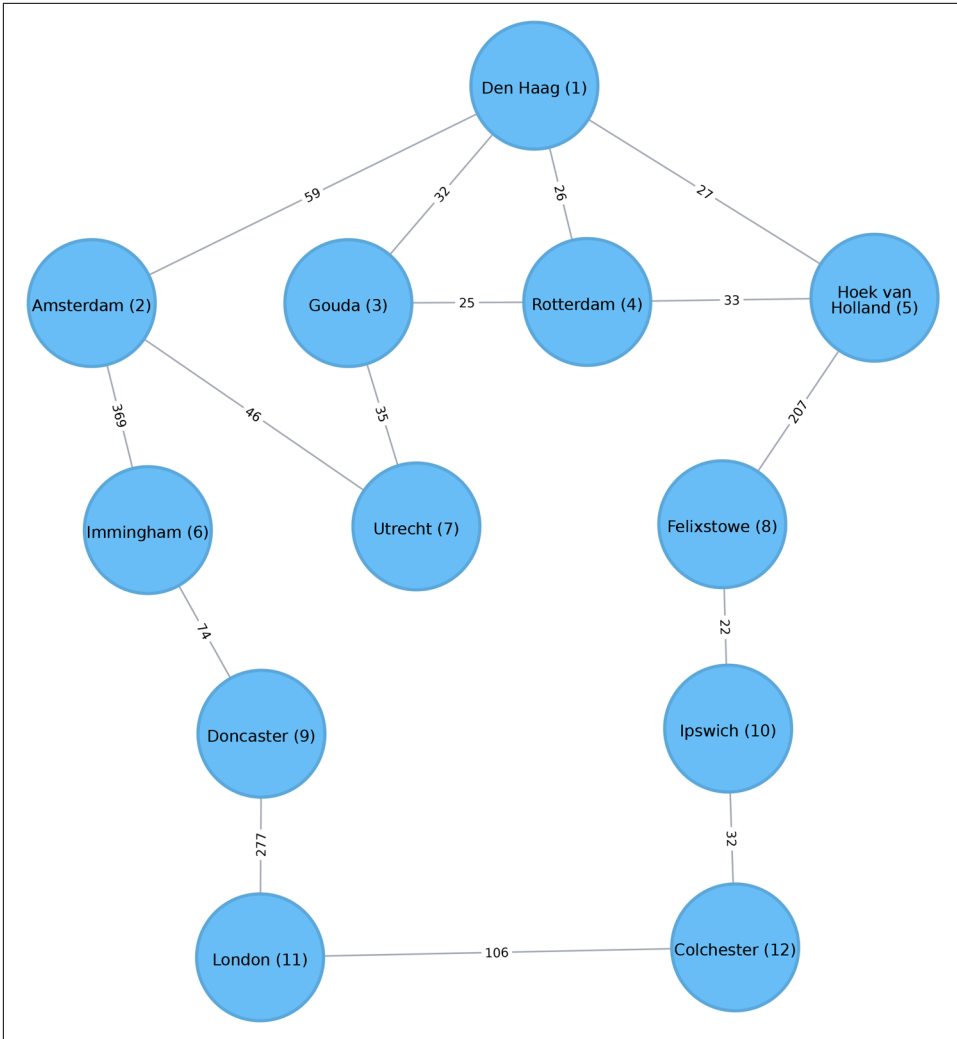 Den Haag (1)
59
32
26
27
Amsterdam (2)
Gouda (3)
25
Rotterdam (4)
33
Hoek van
Holland (5)
369
46
35
207
Immingham (6)
Utrecht (7)
Felixstowe (8)
74
22
Doncaster (9)
Ipswich (10)
277
32
London (11)
106
Colchester (12)